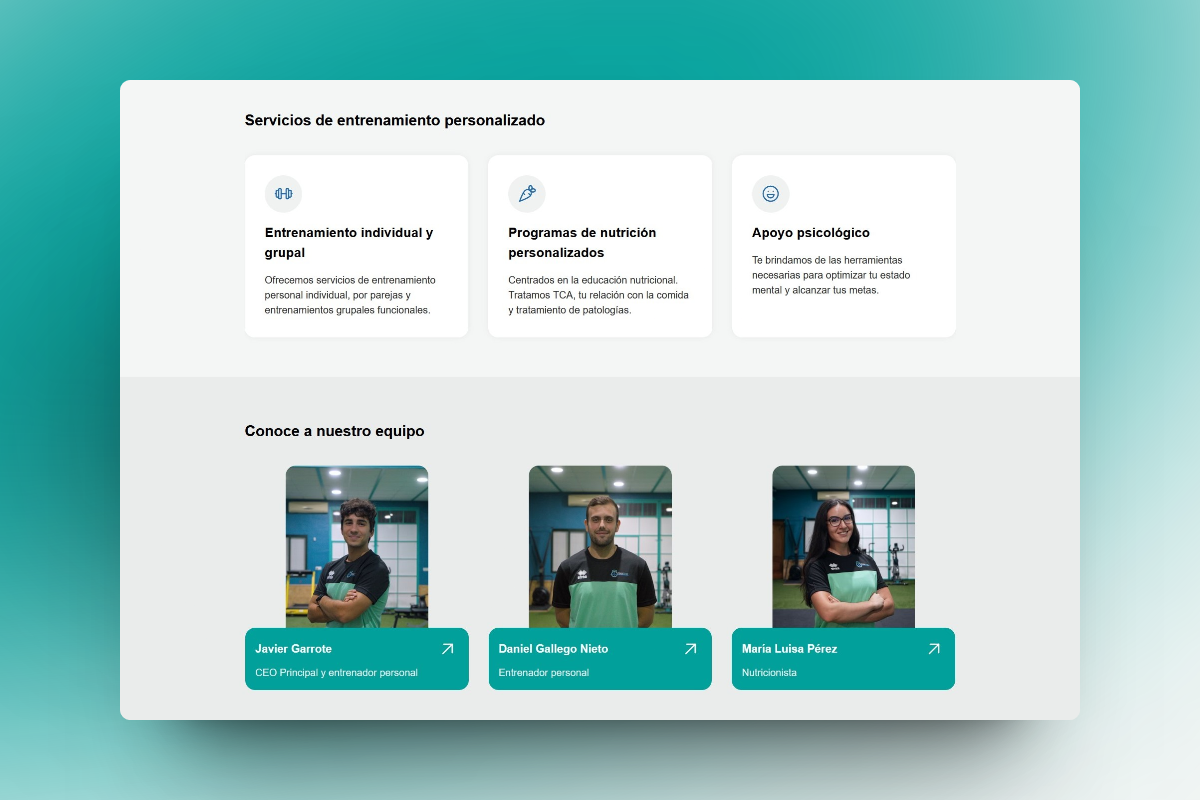 Servicios de entrenamiento personalizado
Entrenamiento individual y
grupal
Ofrecemos servicios de entrenamiento
personal individual, por parejas y
entrenamientos grupales funcionales.
Programas de nutrición
personalizados
Centrados en la educación nutricional.
Tratamos TCA, tu relación con la comida
y tratamiento de patologías.
Apoyo psicológico
Te brindamos de las herramientas
necesarias para optimizar tu estado
mental y alcanzar tus metas.
Conoce a nuestro equipo
Javier Garrote
CEO Principal y entrenador personal
Daniel Gallego Nieto
Entrenador personal
María Luisa Pérez
Nutricionista